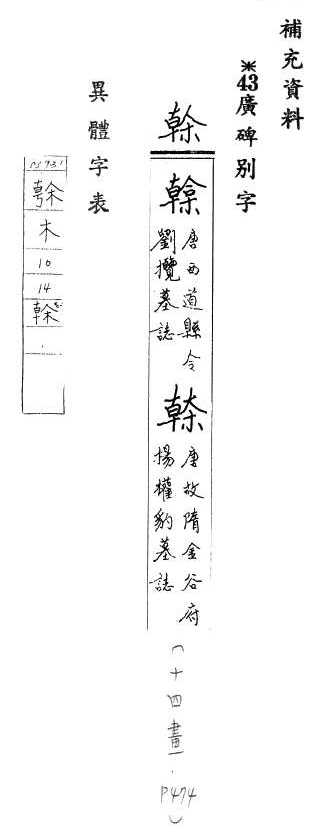 補充資料
※43廣碑別字
榦
唐西道縣令
劉攬墓誌
唐故隋金谷府
楊權豹墓誌
(十四畫.P474)
異體字表
木
10
14
榦